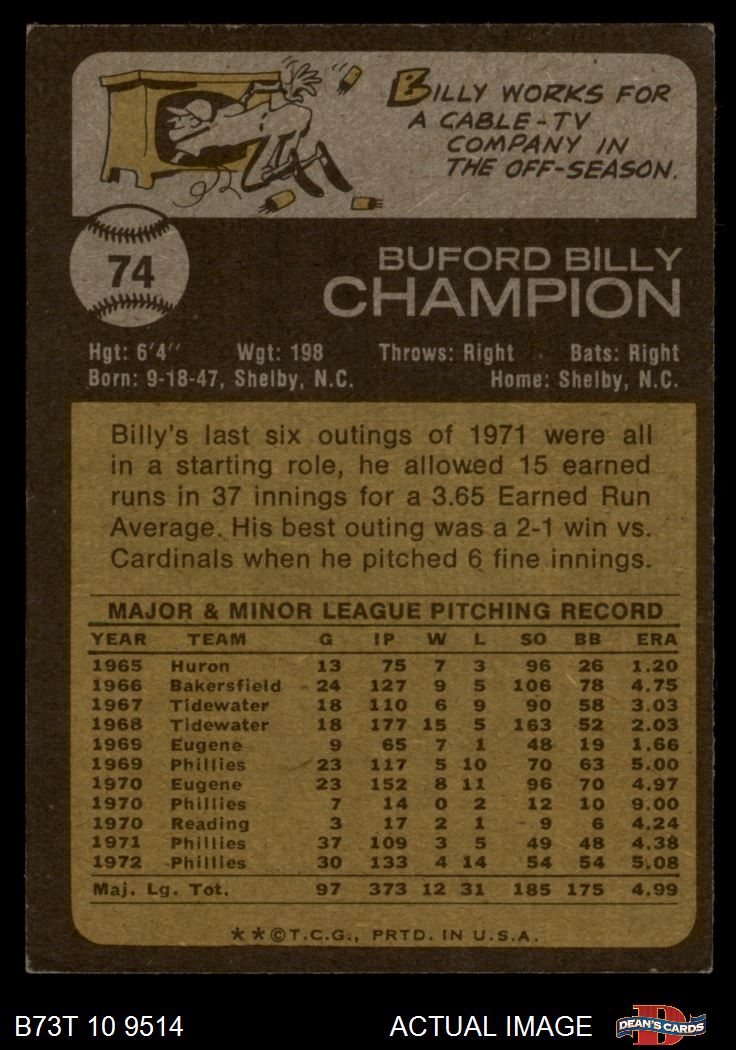 BILLY WORKS FOR
A CABLE-TV
COMPANY IN
THE OFF-SEASON.
74
BUFORD BILLY
CHAMPION
Hgt: 6'4" Wgt: 198 Throws: Right Bats: Right
Born: 9-18-47, Shelby, N.C. Home: Shelby, N.C.
Billy's last six outings of 1971 were all
in a starting role, he allowed 15 earned
runs in 37 innings for a 3.65 Earned Run
Average. His best outing was a 2-1 win vs.
Cardinals when he pitched 6 fine innings.
MAJOR & MINOR LEAGUE PITCHING RECORD
YEAR TEAM G IP W L SO BB ERA
1965 Huron 13 75 7 3 96 26 1.20
1966 Bakersfield 24 127 9 5 106 78 4.75
1967 Tidewater 18 110 6 9 90 58 3.03
1968 Tidewater 18 177 15 5 163 52 2.03
1969 Eugene 9 65 7 1 48 19 1.66
1969 Phillies 23 117 5 10 70 63 5.00
1970 Eugene 23 152 8 11 96 70 4.97
1970 Phillies 7 14 0 2 12 10 9.00
1970 Reading 3 17 2 1 9 6 4.24
1971 Phillies 37 109 3 5 49 48 4.38
1972 Phillies 30 133 4 14 54 54 5.08
Maj. Lg. Tot. 97 373 12 31 185 175 4.99
**©T.C.G., PRTD. IN U.S.A.
B73T 10 9514 ACTUAL IMAGE D DEAN'S CARDS